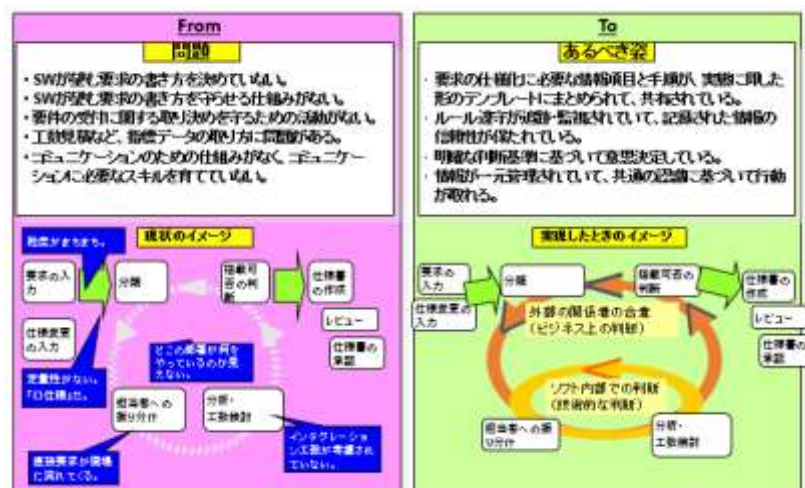 From
問題
・SWが望む要求の書き方を決めていない。
・SWが望む要求の書き方を守らせる仕組みがない。
・要件の受付に関する取り決めを守るための活動がない。
・工数見積など、指標データの取り方に問題がある。
・コミュニケーションのための仕組みがなく、コミュニケー
ションに必要なスキルを育てていない。
現状のイメージ
粒度がまちまち。
要求の入
力
分類
搭載可
否の判
断
仕様書
の作成
仕様変更
の入力
レビュー
仕様書の
承認
どこの部署が何を
やっているのか見
えない。
定量性がない。
「口仕様」だ。
担当者への
振り分け
分析・
工数検討
インテグレーショ
ン工数が考慮され
ていない。
直接要求が現場
に流れてくる。
To
あるべき姿
・要求の仕様化に必要な情報項目と手順が、実態に即した
形のテンプレートにまとめられて、共有されている。
・ルール遵守が追跡・監視されていて、記録された情報の
信頼性が保たれている。
・明確な判断基準に基づいて意思決定している。
・情報が一元管理されていて、共通の認識に基づいて行動
が取れる。
実現したときのイメージ
要求の
入力
分類
搭載可否の
判断
仕様書の
作成
仕様変更の
入力
外部の関係者の合意
(ビジネス上の判断)
レビュー
仕様書の
承認
ソフト内部での判断
(技術的な判断)
担当者への振
り分け
分析・
工数検討